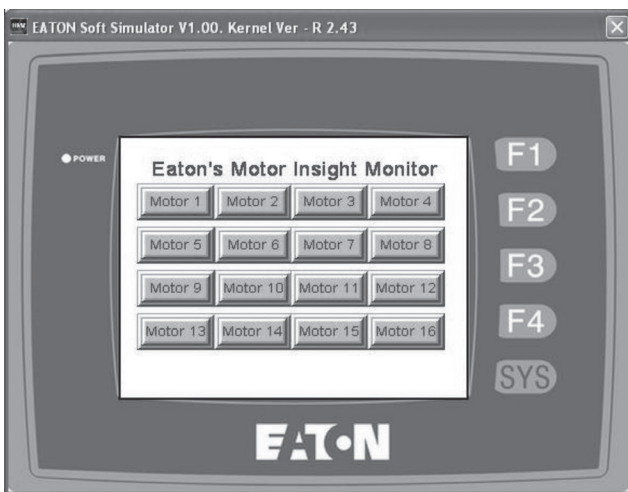 EATON Soft Simulator V1.00. Kernel Ver - R 2.43
POWER
Eaton's Motor Insight Monitor
Motor 1 Motor 2 Motor 3 Motor 4
Motor 5 Motor 6 Motor 7 Motor 8
Motor 9 Motor 10 Motor 11 Motor 12
Motor 13 Motor 14 Motor 15 Motor 16
F1
F2
F3
F4
SYS
EATON